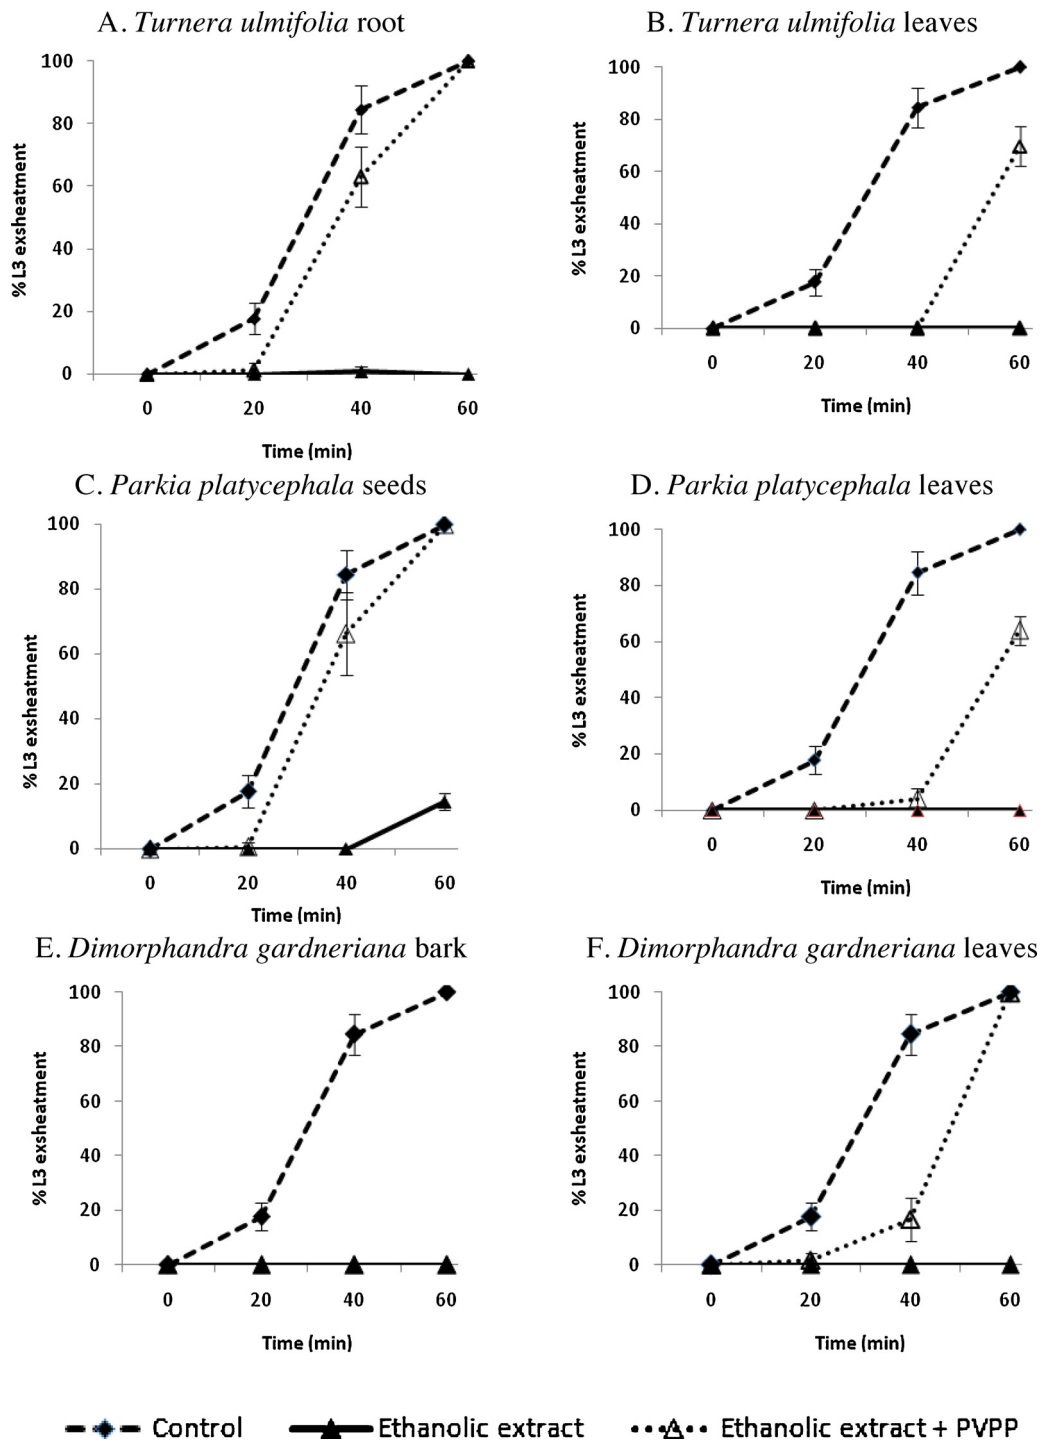 A. Turnera ulmifolia root
100
80
60
40
20
0
% L3 exsheatment
0 20 40 60
Time (min)
B. Turnera ulmifolia leaves
100
80
60
40
20
0
% L3 exsheatment
0 20 40 60
Time (min)
C. Parkia platycephala seeds
100
80
60
40
20
0
% L3 exsheatment
0 20 40 60
Time (min)
D. Parkia platycephala leaves
100
80
60
40
20
0
% L3 exsheatment
0 20 40 60
Time (min)
E. Dimorphandra gardneriana bark
100
80
60
40
20
0
% L3 exsheatment
0 20 40 60
Time (min)
F. Dimorphandra gardneriana leaves
100
80
60
40
20
0
% L3 exsheatment
0 20 40 60
Time (min)
Control Ethanolic extract Ethanolic extract + PVPP